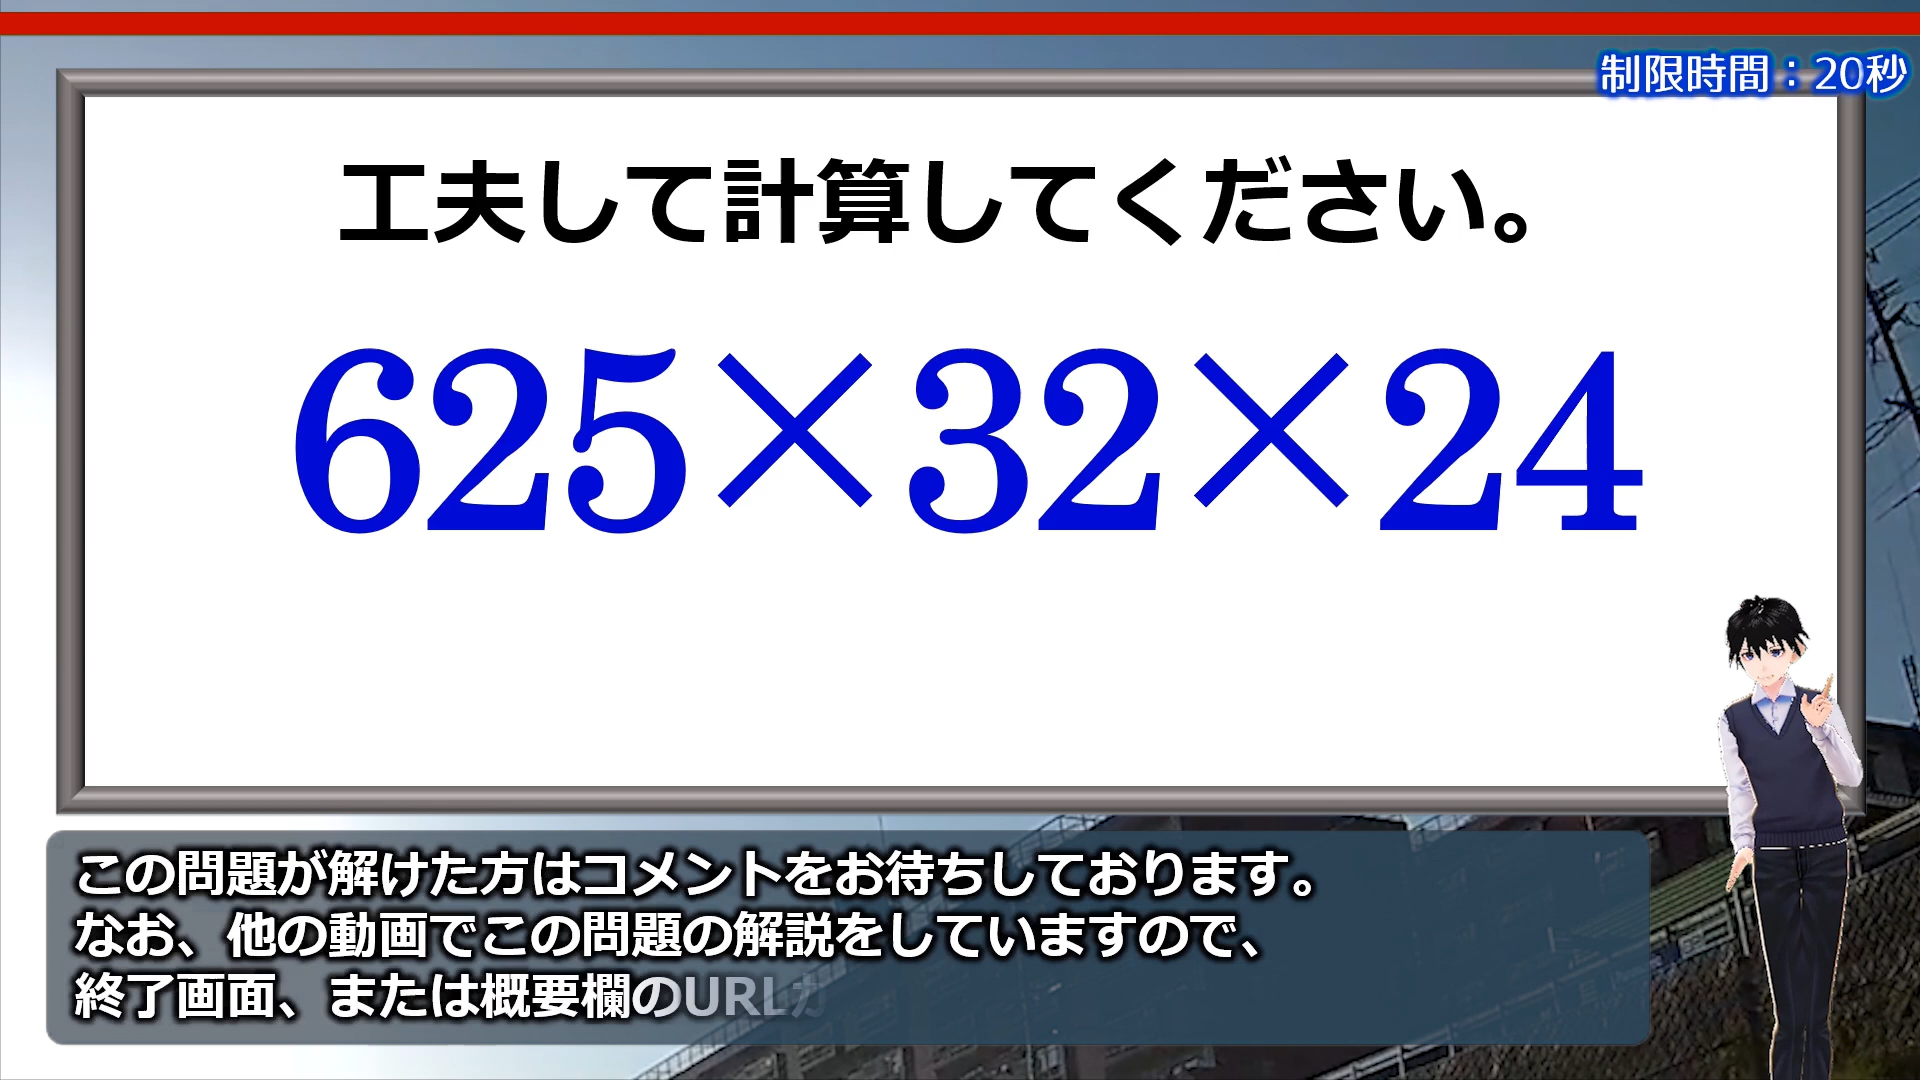 制限時間：20秒
工夫して計算してください。
625×32×24
この問題が解けた方はコメントをお待ちしております。
なお、他の動画でこの問題の解説をしていますので、
終了画面、または概要欄のURLが